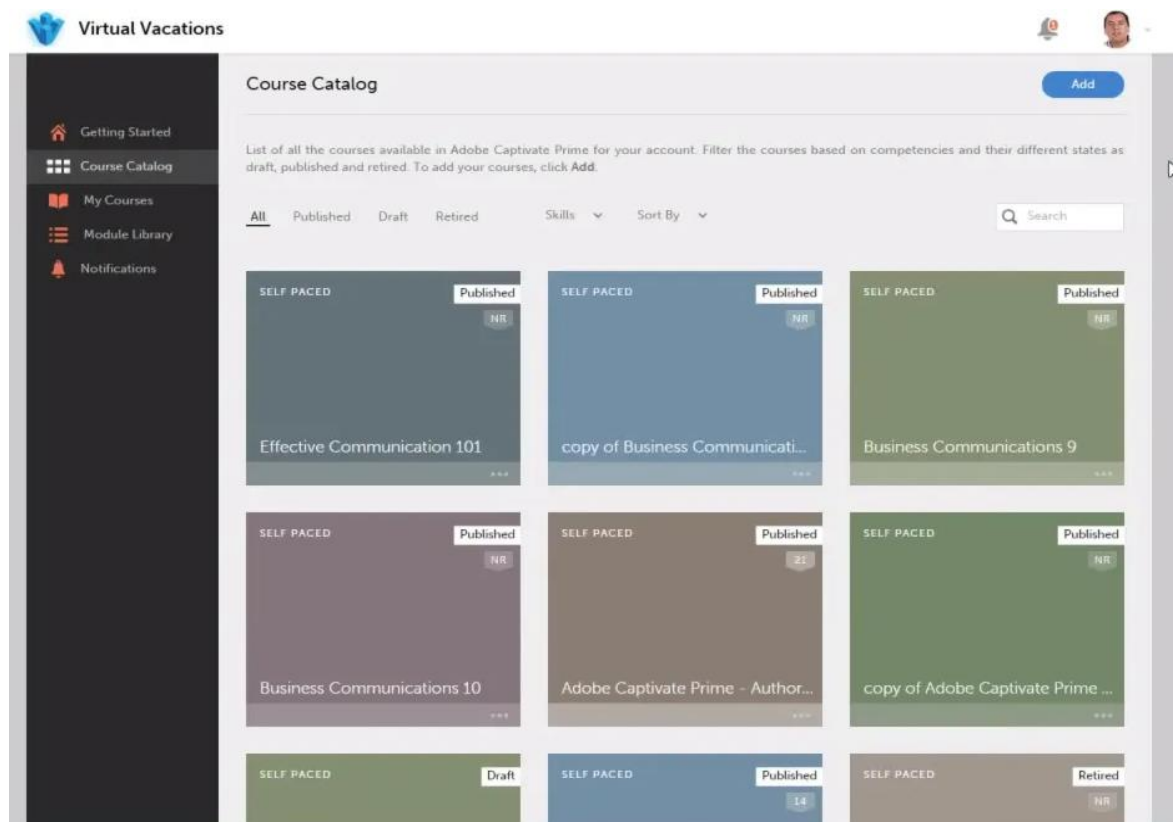 Virtual Vacations
Course Catalog
Add
Getting Started
Course Catalog
My Courses
Module Library
Notifications
List of all the courses available in Adobe Captivate Prime for your account. Filter the courses based on competencies and their different states as
draft, published and retired. To add your courses, click Add.
All Published Draft Retired Skills Sort By Search
SELF PACED Published SELF PACED Published SELF PACED Published
NR NR NR
Effective Communication 101 copy of Business Communicati... Business Communications 9
SELF PACED Published SELF PACED Published SELF PACED Published
NR 21 NR
Business Communications 10 Adobe Captivate Prime - Author... copy of Adobe Captivate Prime ...
SELF PACED Draft SELF PACED Published SELF PACED Retired
14 NR